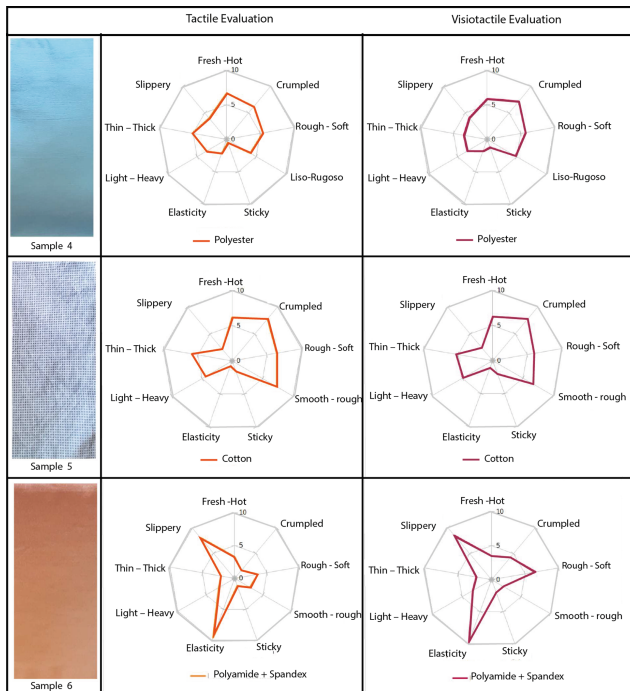 Tactile Evaluation
Visiotactile Evaluation
Fresh -Hot
10
Slippery
Crumpled
5
Thin – Thick
Rough - Soft
0
Light – Heavy
Liso-Rugoso
Elasticity
Sticky
Polyester
Fresh -Hot
10
Slippery
Crumpled
5
Thin – Thick
Rough - Soft
0
Light – Heavy
Liso-Rugoso
Elasticity
Sticky
Polyester
Sample 4
Fresh -Hot
10
Slippery
Crumpled
5
Thin - Thick
Rough - Soft
0
Light – Heavy
Smooth - rough
Elasticity
Sticky
Cotton
Fresh -Hot
10
Slippery
Crumpled
5
Thin – Thick
Rough - Soft
0
Light – Heavy
Smooth - rough
Elasticity
Sticky
Cotton
Sample 5
Fresh -Hot
10
Slippery
Crumpled
5
Thin – Thick
Rough - Soft
0
Light – Heavy
Smooth - rough
Elasticity
Sticky
Polyamide + Spandex
Fresh -Hot
10
Slippery
Crumpled
5
Thin – Thick
Rough - Soft
0
Light – Heavy
Smooth - rough
Elasticity
Sticky
Polyamide + Spandex
Sample 6